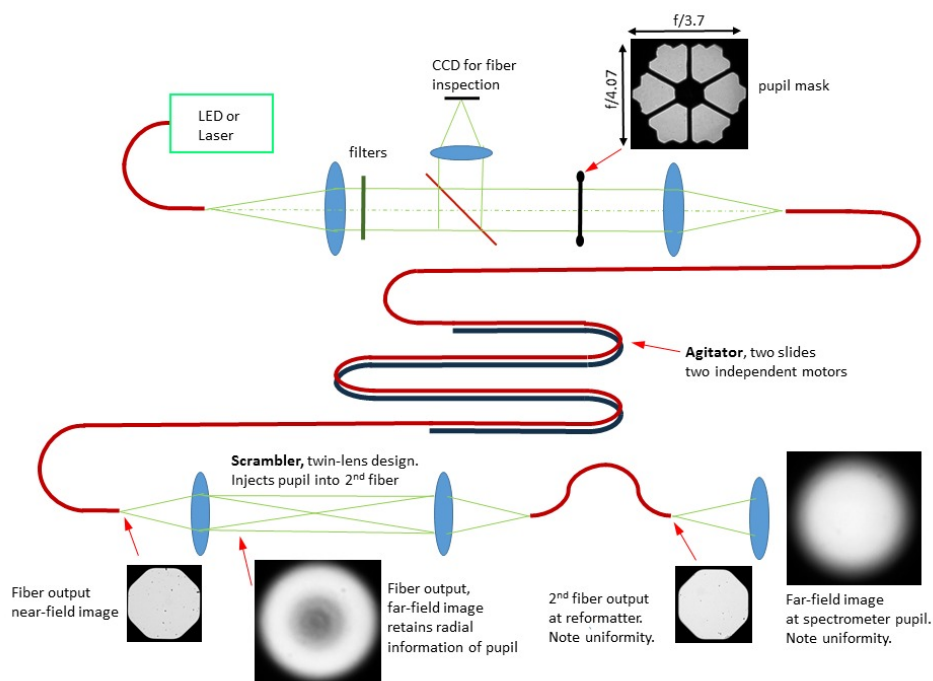 f/3.7
f/4.07
pupil mask
CCD for fiber
inspection
LED or
Laser
filters
Agitator, two slides
two independent motors
Scrambler, twin-lens design.
Injects pupil into 2nd fiber
Fiber output
near-field image
Fiber output,
far-field image
retains radial
information of pupil
2nd fiber output
at reformatter.
Note uniformity.
Far-field image
at spectrometer pupil.
Note uniformity.